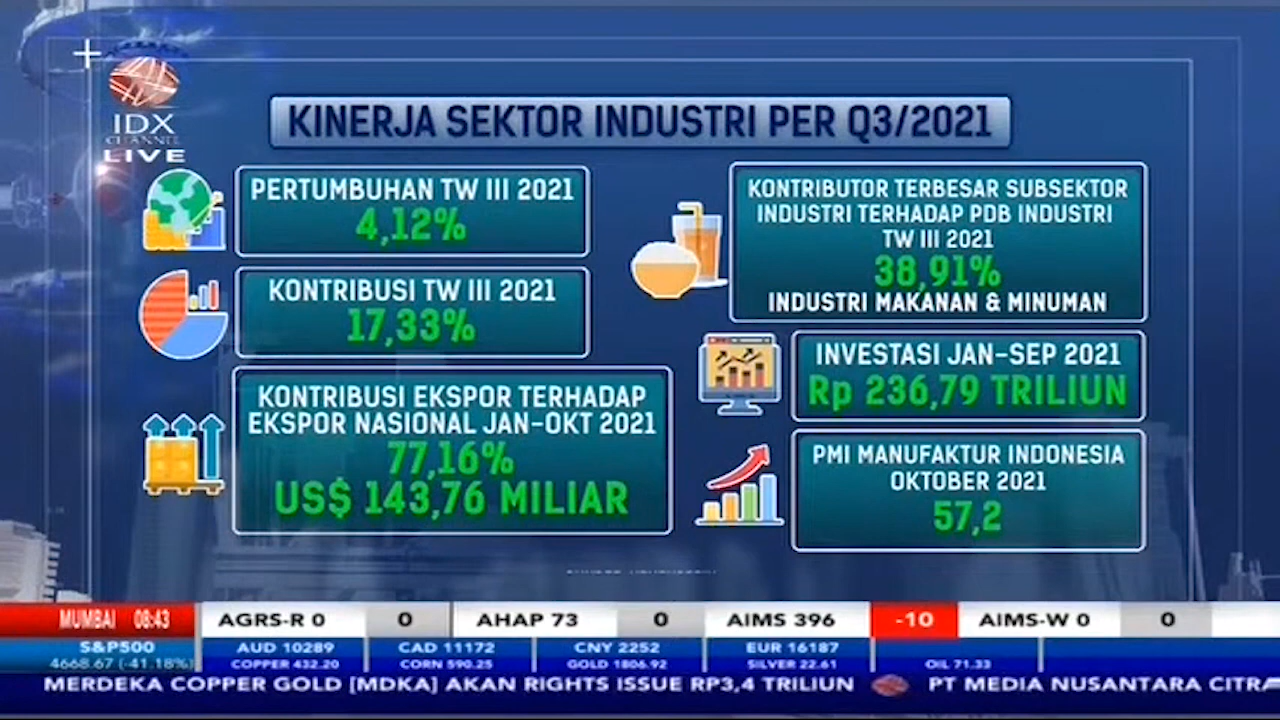 IDX
CHANNEL
LIVE
KINERJA SEKTOR INDUSTRI PER Q3/2021
PERTUMBUHAN TW III 2021
4,12%
KONTRIBUSI TW III 2021
17,33%
KONTRIBUSI EKSPOR TERHADAP
EKSPOR NASIONAL JAN-OKT 2021
77,16%
US$ 143,76 MILIAR
KONTRIBUTOR TERBESAR SUBSEKTOR
INDUSTRI TERHADAP PDB INDUSTRI
TW III 2021
38,91%
INDUSTRI MAKANAN & MINUMAN
INVESTASI JAN-SEP 2021
Rp 236,79 TRILIUN
PMI MANUFAKTUR INDONESIA
OKTOBER 2021
57,2
MUMBAI 08:43
AGRS-R 0 0 AHAP 73 0 AIMS 396 -10 AIMS-W 0 0
S&P500
4668.67 (-41.18%)
AUD 10289 CAD 11172 CNY 2252 EUR 16187
COPPER 432.20 CORN 590.25 GOLD 1806.92 SILVER 22.61 OIL 71.33
MERDEKA COPPER GOLD [MDKA] AKAN RIGHTS ISSUE RP3,4 TRILIUN PT MEDIA NUSANTARA CITRA